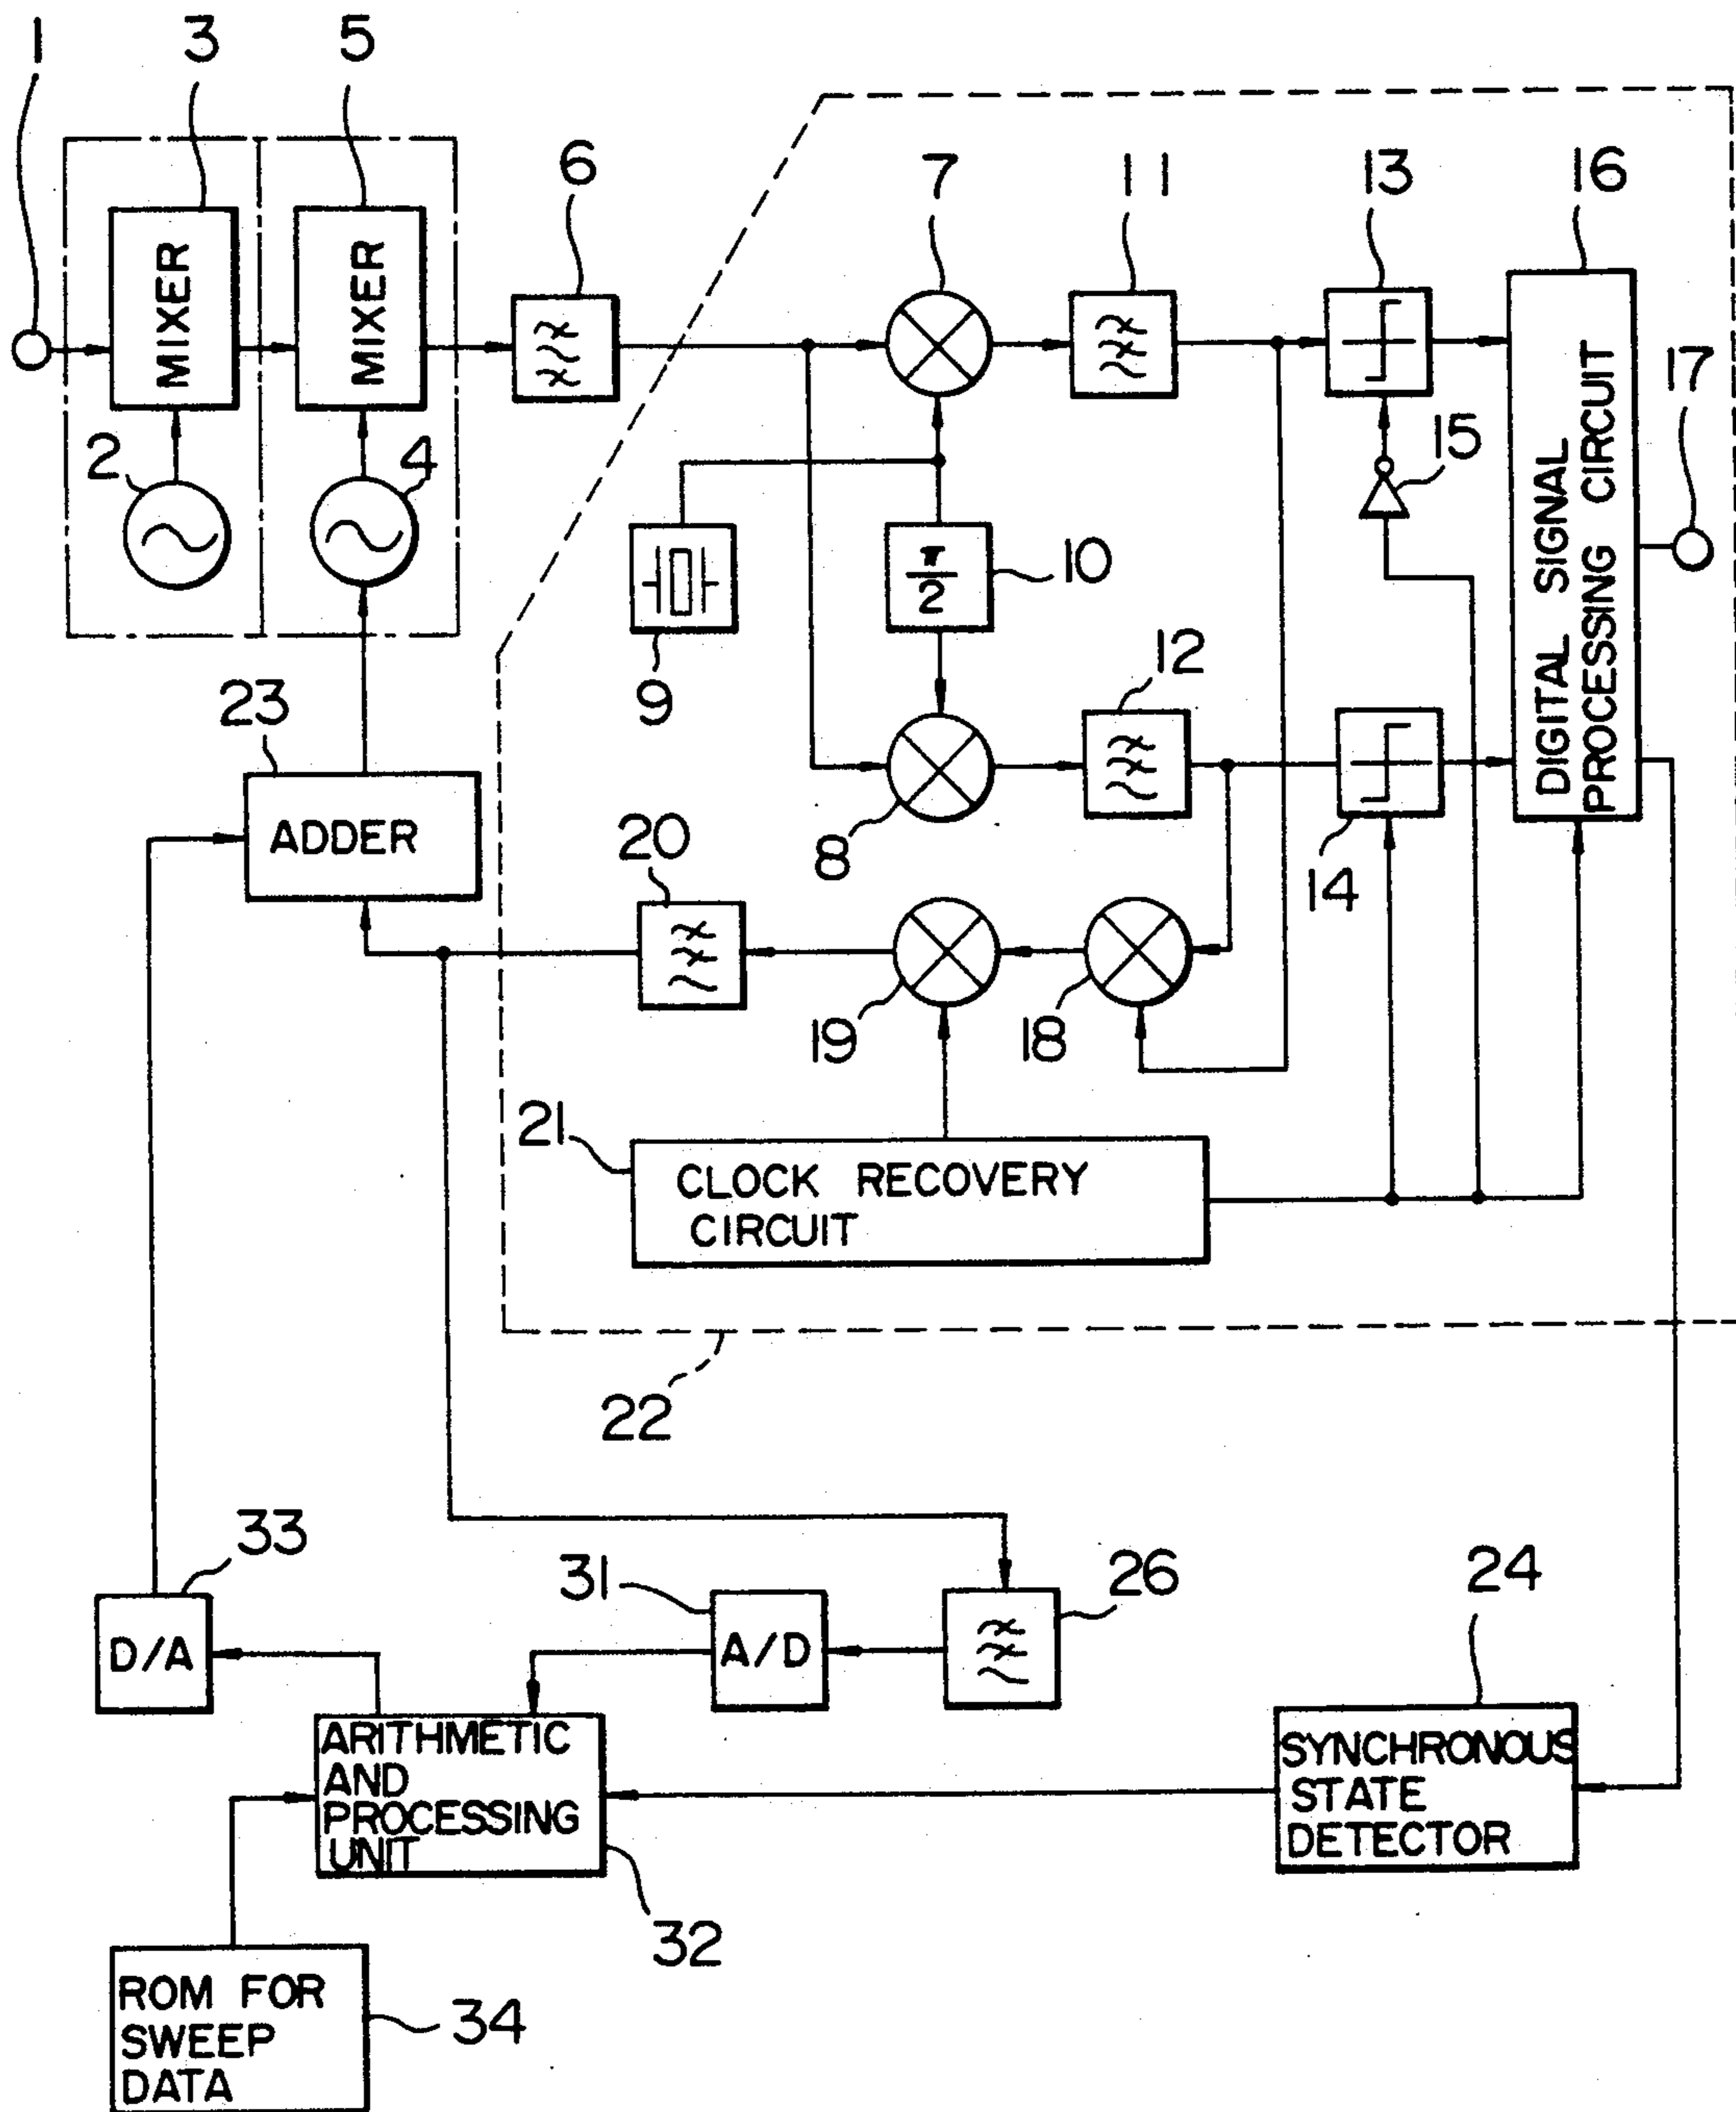 1
3
5
6
7
11
13
16
MIXER
MIXER
17
2
4
15
9
π
2
10
12
DIGITAL SIGNAL
PROCESSING CIRCUIT
23
ADDER
8
14
20
19
18
21
CLOCK RECOVERY
CIRCUIT
22
33
D/A
31
A/D
26
24
ARITHMETIC
AND
PROCESSING
UNIT
32
SYNCHRONOUS
STATE
DETECTOR
ROM FOR
SWEEP
DATA
34